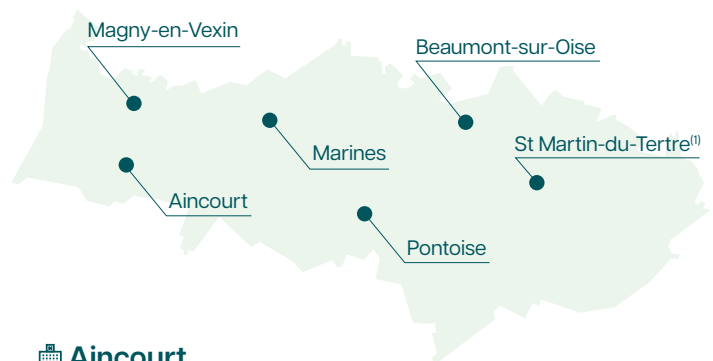 Magny-en-Vexin
Beaumont-sur-Oise
St Martin-du-Tertre(1)
Marines
Aincourt
Pontoise
Aincourt